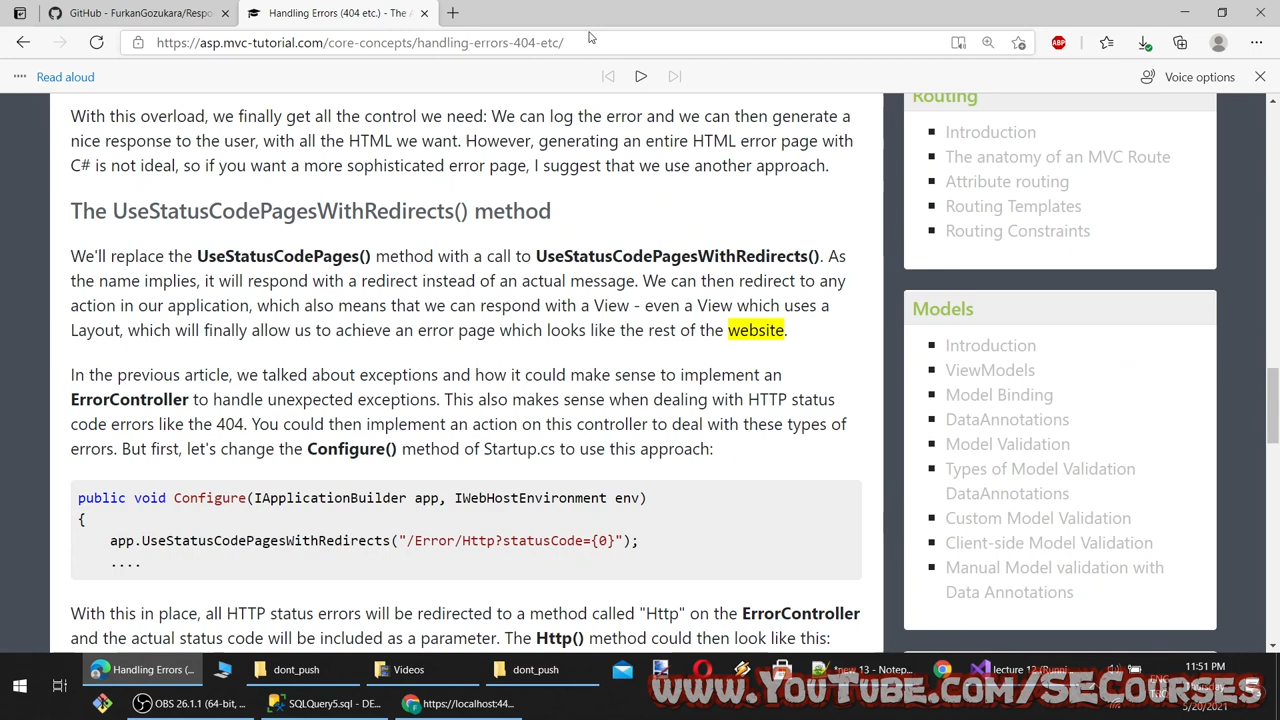 GitHub - FurkanGozukara/Respo
Handling Errors (404 etc.) - The A
https://asp.mvc-tutorial.com/core-concepts/handling-errors-404-etc/
ABP
Read aloud
Voice options
With this overload, we finally get all the control we need: We can log the error and we can then generate a
nice response to the user, with all the HTML we want. However, generating an entire HTML error page with
C# is not ideal, so if you want a more sophisticated error page, I suggest that we use another approach.
The UseStatusCodePagesWithRedirects() method
We'll replace the UseStatusCodePages() method with a call to UseStatusCodePagesWithRedirects(). As
the name implies, it will respond with a redirect instead of an actual message. We can then redirect to any
action in our application, which also means that we can respond with a View - even a View which uses a
Layout, which will finally allow us to achieve an error page which looks like the rest of the website.
In the previous article, we talked about exceptions and how it could make sense to implement an
ErrorController to handle unexpected exceptions. This also makes sense when dealing with HTTP status
code errors like the 404. You could then implement an action on this controller to deal with these types of
errors. But first, let's change the Configure() method of Startup.cs to use this approach:
public void Configure(IApplicationBuilder app, IWebHostEnvironment env)
{
app.UseStatusCodePagesWithRedirects("/Error/Http?statusCode={0}");
....
With this in place, all HTTP status errors will be redirected to a method called "Http" on the ErrorController
and the actual status code will be included as a parameter. The Http() method could then look like this:
Routing
Introduction
The anatomy of an MVC Route
Attribute routing
Routing Templates
Routing Constraints
Models
Introduction
ViewModels
Model Binding
DataAnnotations
Model Validation
Types of Model Validation
DataAnnotations
Custom Model Validation
Client-side Model Validation
Manual Model validation with
Data Annotations
Handling Errors (...
dont_push
Videos
dont_push
*new 13 - Notep...
lecture 12 (Runni...
11:51 AM
Thursday
5/20/2021
ENG
OBS 26.1.1 (64-bit, ...
SQLQuery5.sql - DE...
https://localhost:44...
www.YouTube.com/SECourses